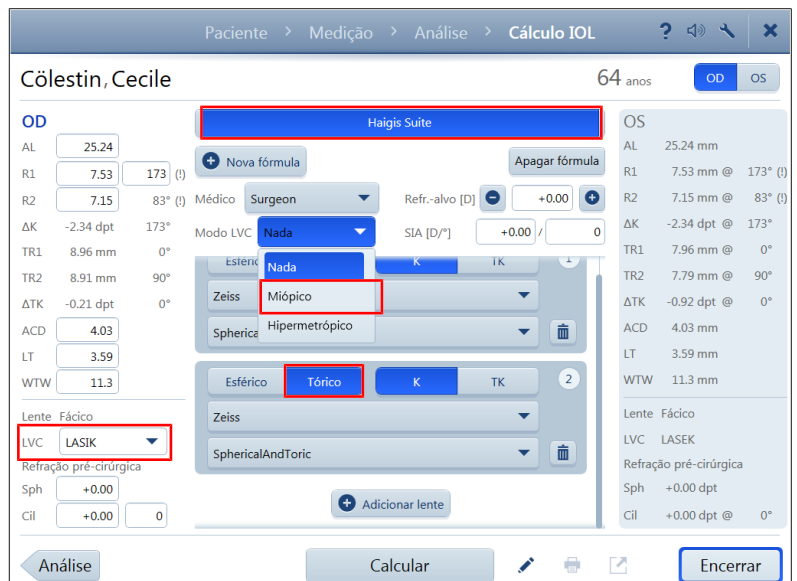 Paciente > Medição > Análise > Cálculo IOL ?
Cölestin, Cecile 64 anos OD OS
OD
AL 25.24
R1 7.53 173 (!)
R2 7.15 83° (!)
ΔK -2.34 dpt 173°
TR1 8.96 mm 0°
TR2 8.91 mm 90°
ΔTK -0.21 dpt 0°
ACD 4.03
LT 3.59
WTW 11.3
Lente Fácico
LVC LASIK
Refração pré-cirúrgica
Sph +0.00
Cil +0.00 0
Haigis Suite
Nova fórmula Apagar fórmula
Médico Surgeon Refr.-alvo [D] +0.00
Modo LVC Nada SIA [D/°] +0.00 / 0
Nada
Miópico
Hipermetrópico
K TK 1
Zeiss
Esférico Tórico K TK 2
Zeiss
SphericalAndToric
Adicionar lente
OS
AL 25.24 mm
R1 7.53 mm @ 173° (!)
R2 7.15 mm @ 83° (!)
ΔK -2.34 dpt @ 173°
TR1 7.96 mm @ 0°
TR2 7.79 mm @ 90°
ΔTK -0.92 dpt @ 0°
ACD 4.03 mm
LT 3.59 mm
WTW 11.3 mm
Lente Fácico
LVC LASEK
Refração pré-cirúrgica
Sph +0.00 dpt
Cil +0.00 dpt @ 0°
Análise Calcular Encerrar